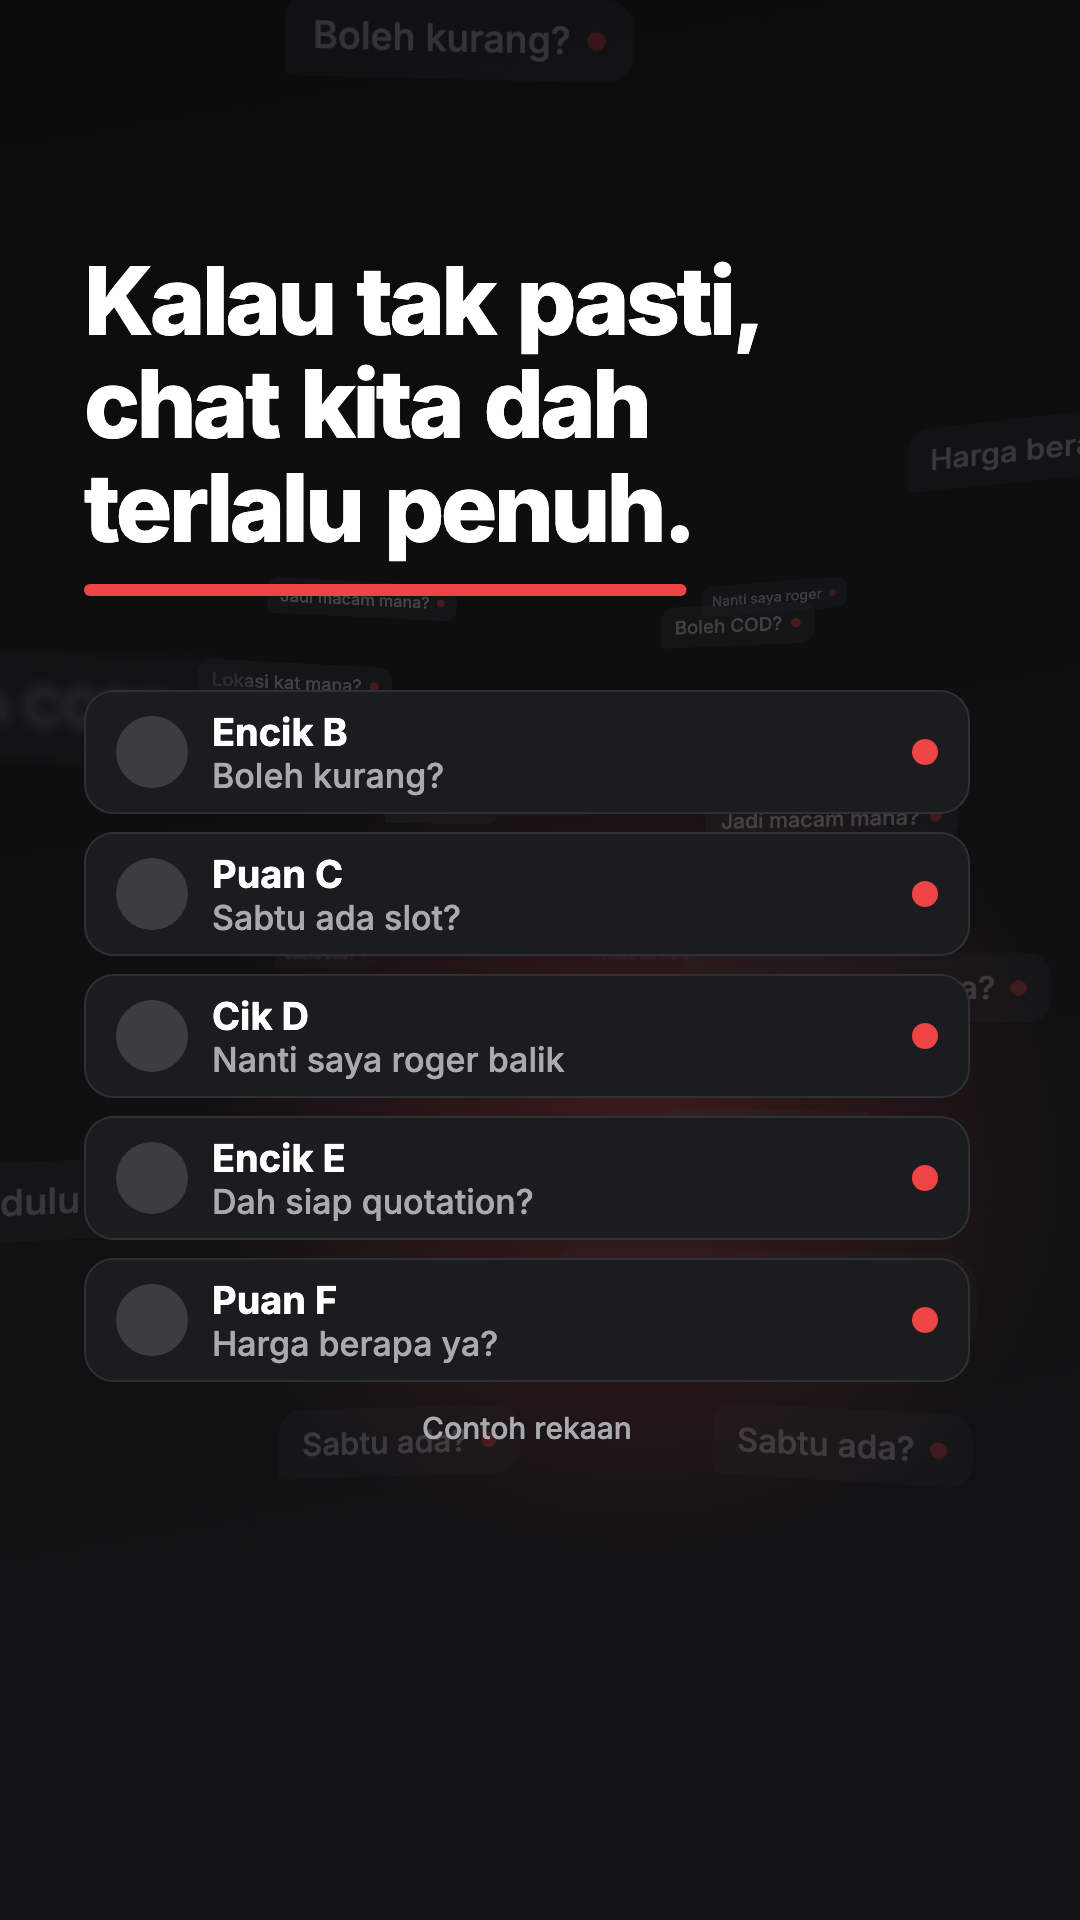 Boleh kurang?
Kalau tak pasti,
chat kita dah
terlalu penuh.
Harga
Jadi macam mana?
Nanti saya roger
Boleh COD?
Lokasi kat mana?
Encik B
Boleh kurang?
Jadi macam mana?
Puan C
Sabtu ada slot?
Cik D
Nanti saya roger balik
Encik E
Dah siap quotation?
dulu
Puan F
Harga berapa ya?
Contoh rekaan
Sabtu ada?
Sabtu ada?